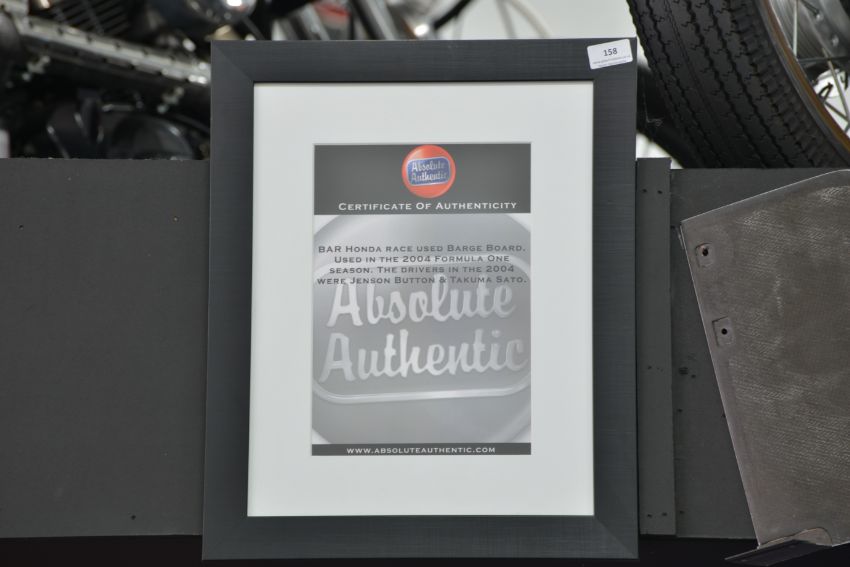 158
Absolute
Authentic
CERTIFICATE OF AUTHENTICITY
BAR HONDA RACE USED BARGE BOARD.
USED IN THE 2004 FORMULA ONE
SEASON. THE DRIVERS IN THE 2004
WERE JENSON BUTTON & TAKUMA SATO.
Absolute
Authentic
WWW.ABSOLUTEAUTHENTIC.COM